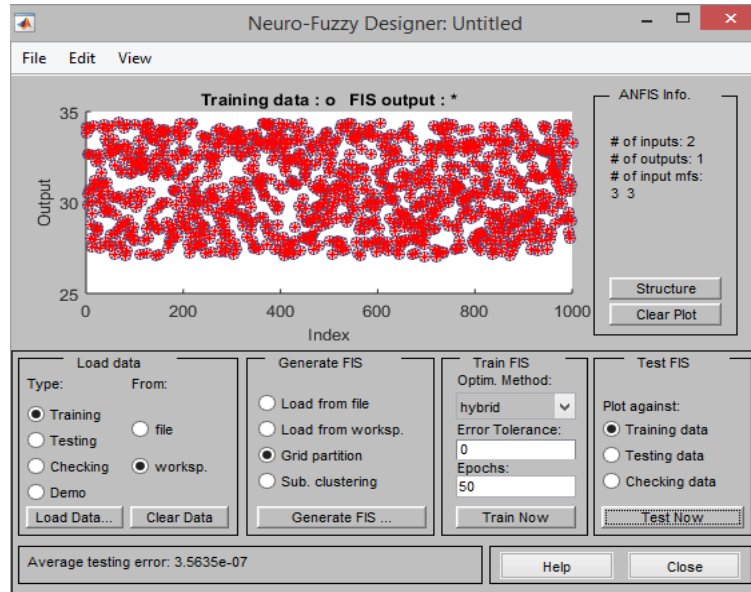 Neuro-Fuzzy Designer: Untitled
File Edit View
Training data : o FIS output : *
35
30
25
Output
0 200 400 600 800 1000
Index
ANFIS Info.
# of inputs: 2
# of outputs: 1
# of input mfs:
3 3
Structure
Clear Plot
Load data
Type: From:
Training
Testing
Checking
Demo
file
worksp.
Load Data... Clear Data
Generate FIS
Load from file
Load from worksp.
Grid partition
Sub. clustering
Generate FIS ...
Train FIS
Optim. Method:
hybrid
Error Tolerance:
0
Epochs:
50
Train Now
Test FIS
Plot against:
Training data
Testing data
Checking data
Test Now
Average testing error: 3.5635e-07
Help Close